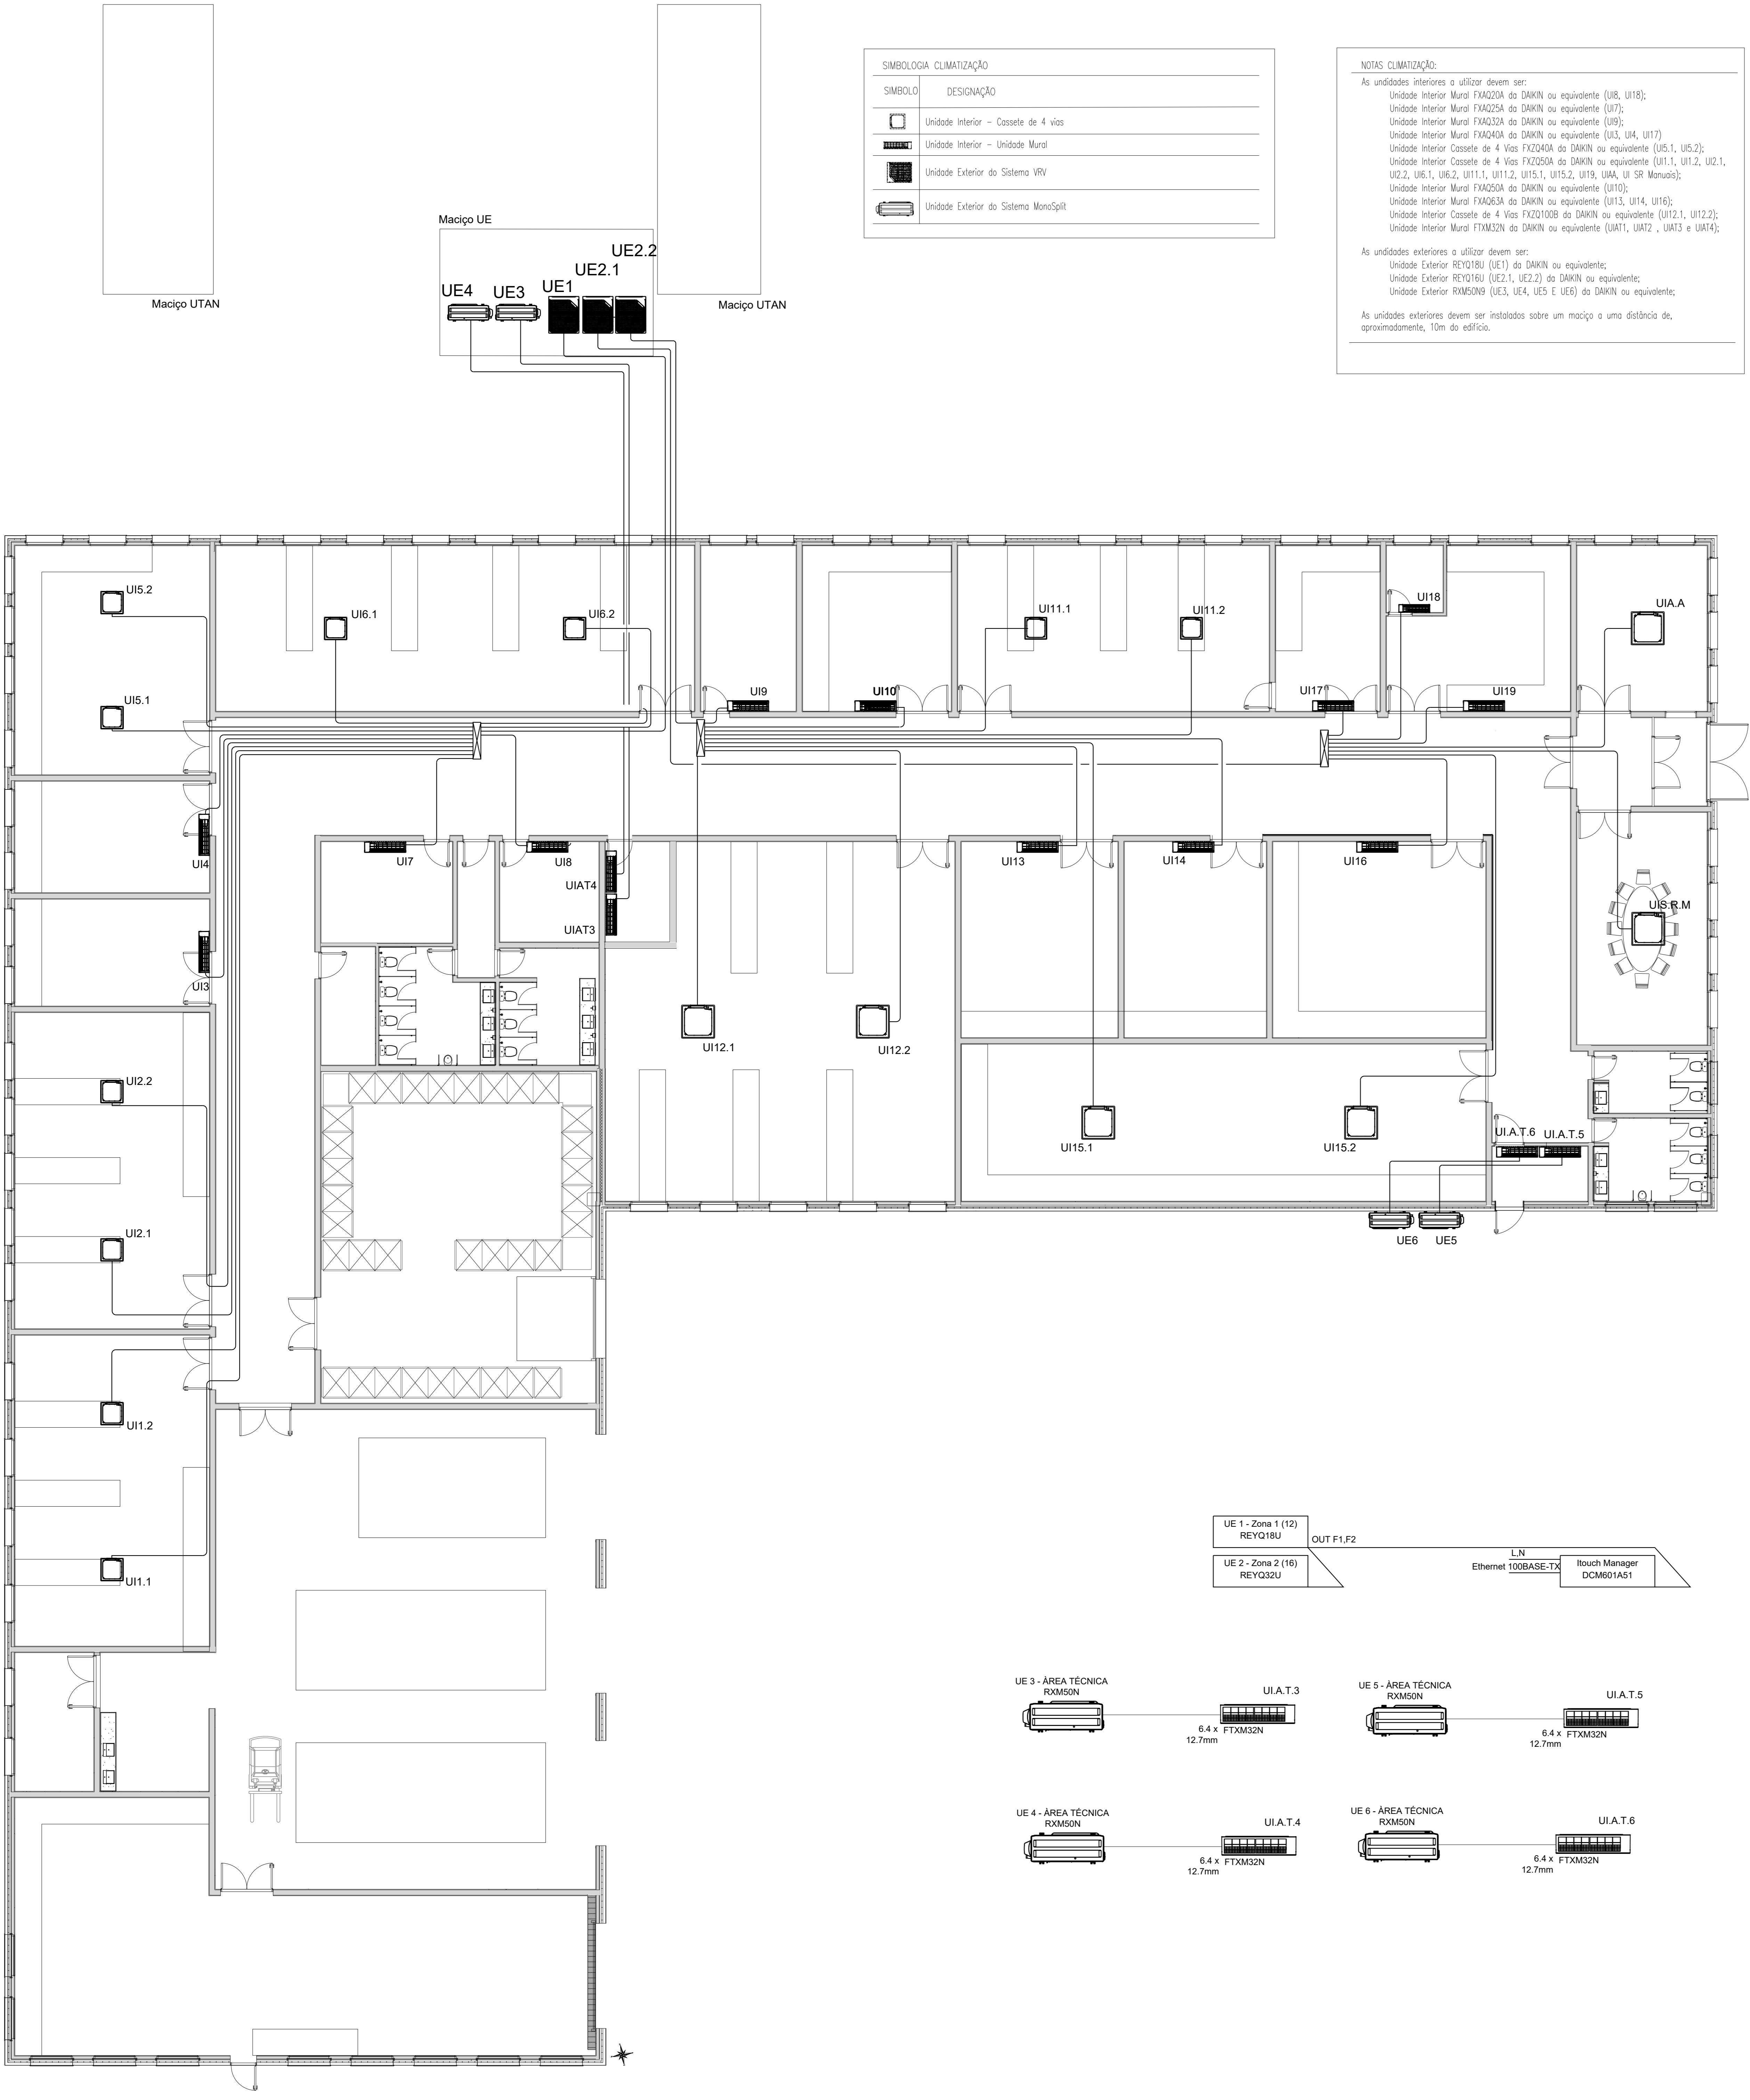 SIMBOLOGIA CLIMATIZAÇÃO
SIMBOLO DESIGNAÇÃO
Unidade Interior - Cassete de 4 vias
Unidade Interior - Unidade Mural
Unidade Exterior do Sistema VRV
Unidade Exterior do Sistema MonoSplit
NOTAS CLIMATIZAÇÃO:
As undidades interiores a utilizar devem ser:
Unidade Interior Mural FXAQ20A da DAIKIN ou equivalente (UI8, UI18);
Unidade Interior Mural FXAQ25A da DAIKIN ou equivalente (UI7);
Unidade Interior Mural FXAQ32A da DAIKIN ou equivalente (UI9);
Unidade Interior Mural FXAQ40A da DAIKIN ou equivalente (UI3, UI4, UI17)
Unidade Interior Cassete de 4 Vias FXZQ40A da DAIKIN ou equivalente (UI5.1, UI5.2);
Unidade Interior Cassete de 4 Vias FXZQ50A da DAIKIN ou equivalente (UI1.1, UI1.2, UI2.1,
UI2.2, UI6.1, UI6.2, UI11.1, UI11.2, UI15.1, UI15.2, UI19, UIAA, UI SR Manuais);
Unidade Interior Mural FXAQ50A da DAIKIN ou equivalente (UI10);
Unidade Interior Mural FXAQ63A da DAIKIN ou equivalente (UI13, UI14, UI16);
Unidade Interior Cassete de 4 Vias FXZQ100B da DAIKIN ou equivalente (UI12.1, UI12.2);
Unidade Interior Mural FTXM32N da DAIKIN ou equivalente (UIAT1, UIAT2 , UIAT3 e UIAT4);
As undidades exteriores a utilizar devem ser:
Unidade Exterior REYQ18U (UE1) da DAIKIN ou equivalente;
Unidade Exterior REYQ16U (UE2.1, UE2.2) da DAIKIN ou equivalente;
Unidade Exterior RXM50N9 (UE3, UE4, UE5 E UE6) da DAIKIN ou equivalente;
As unidades exteriores devem ser instalados sobre um maciço a uma distância de,
aproximadamente, 10m do edifício.
Maciço UE
UE2.2
UE2.1
UE4 UE3 UE1
Maciço UTAN
Maciço UTAN
UI5.2
UI6.1
UI6.2
UI11.1
UI11.2
UI18
UIA.A
UI5.1
UI9
UI10
UI17
UI19
UI4
UI7
UI8
UIAT4
UI13
UI14
UI16
UIAT3
UIS.R.M
UI3
UI12.1
UI12.2
UI2.2
UI15.1
UI15.2
UI.A.T.6
UI.A.T.5
UI2.1
UE6
UE5
UI1.2
UI1.1
UE 1 - Zona 1 (12)
REYQ18U
OUT F1,F2
UE 2 - Zona 2 (16)
REYQ32U
L,N
Ethernet 100BASE-TX
Itouch Manager
DCM601A51
UE 3 - ÀREA TÉCNICA
RXM50N
UI.A.T.3
6.4 x
12.7mm
FTXM32N
UE 5 - ÀREA TÉCNICA
RXM50N
UI.A.T.5
6.4 x
12.7mm
FTXM32N
UE 4 - ÀREA TÉCNICA
RXM50N
UI.A.T.4
6.4 x
12.7mm
FTXM32N
UE 6 - ÀREA TÉCNICA
RXM50N
UI.A.T.6
6.4 x
12.7mm
FTXM32N